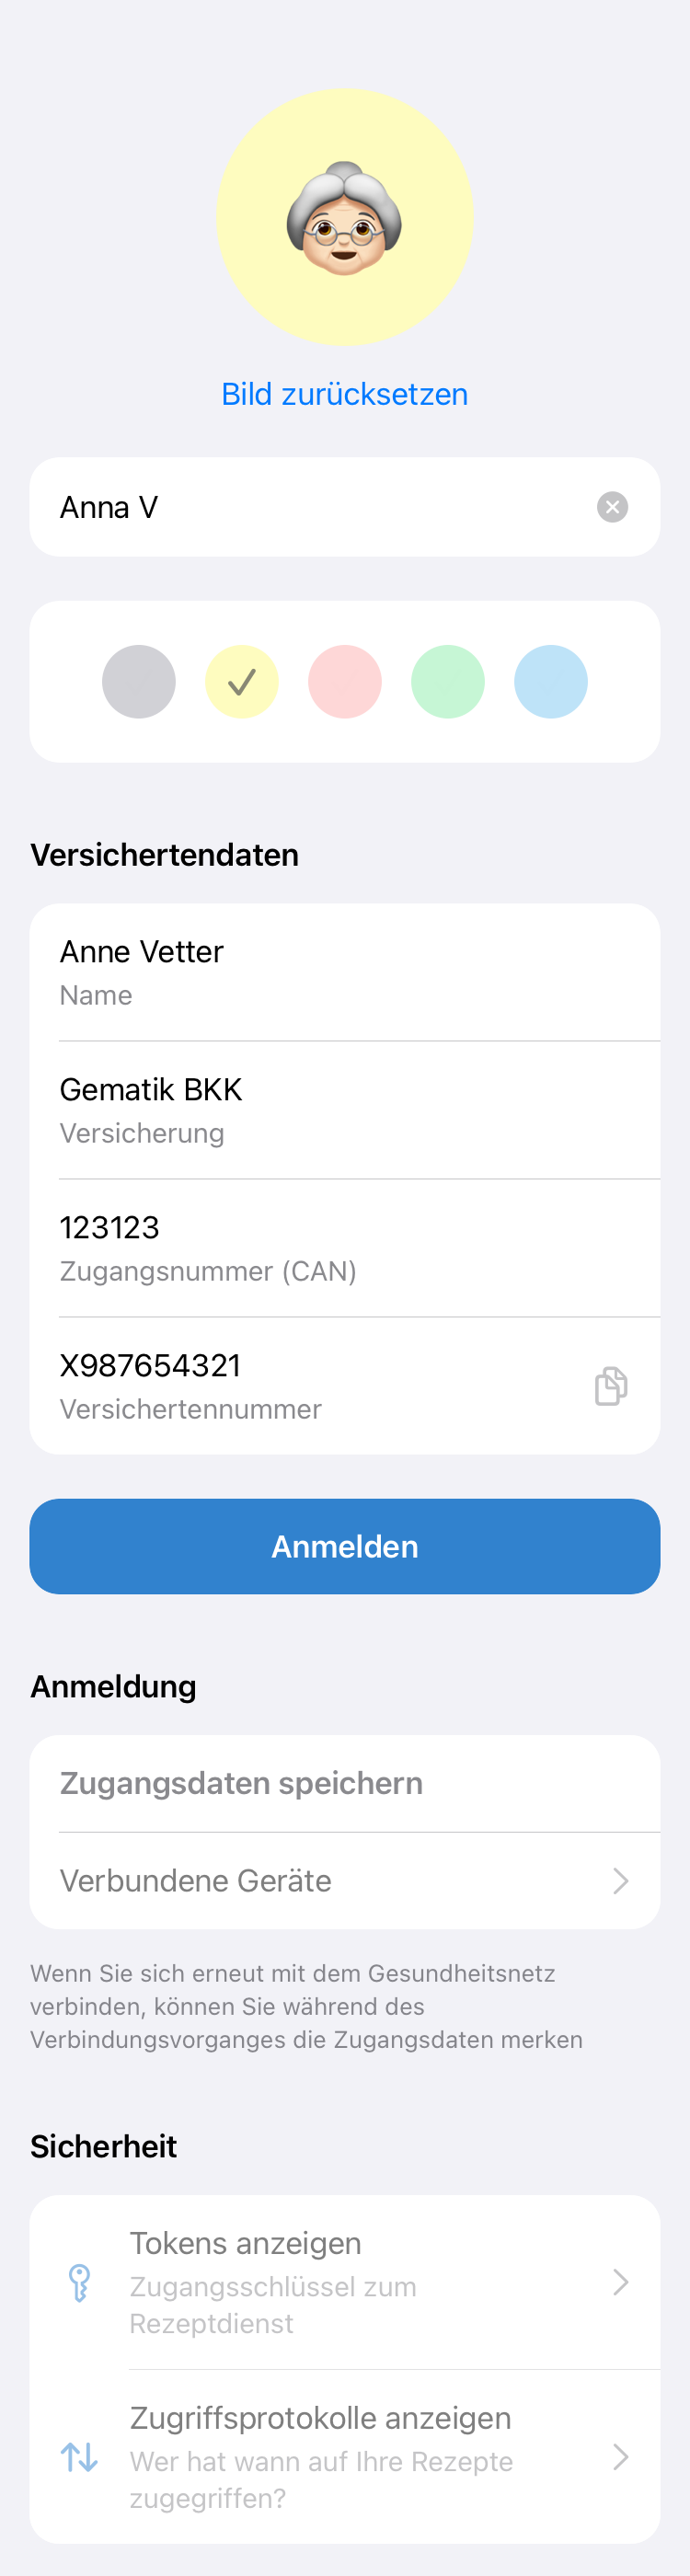 Bild zurücksetzen
Anna V
Versichertendaten
Anne Vetter
Name
Gematik BKK
Versicherung
123123
Zugangsnummer (CAN)
X987654321
Versichertennummer
Anmelden
Anmeldung
Zugangsdaten speichern
Verbundene Geräte
Wenn Sie sich erneut mit dem Gesundheitsnetz
verbinden, können Sie während des
Verbindungsvorganges die Zugangsdaten merken
Sicherheit
Tokens anzeigen
Zugangsschlüssel zum
Rezeptdienst
Zugriffsprotokolle anzeigen
Wer hat wann auf Ihre Rezepte
zugegriffen?